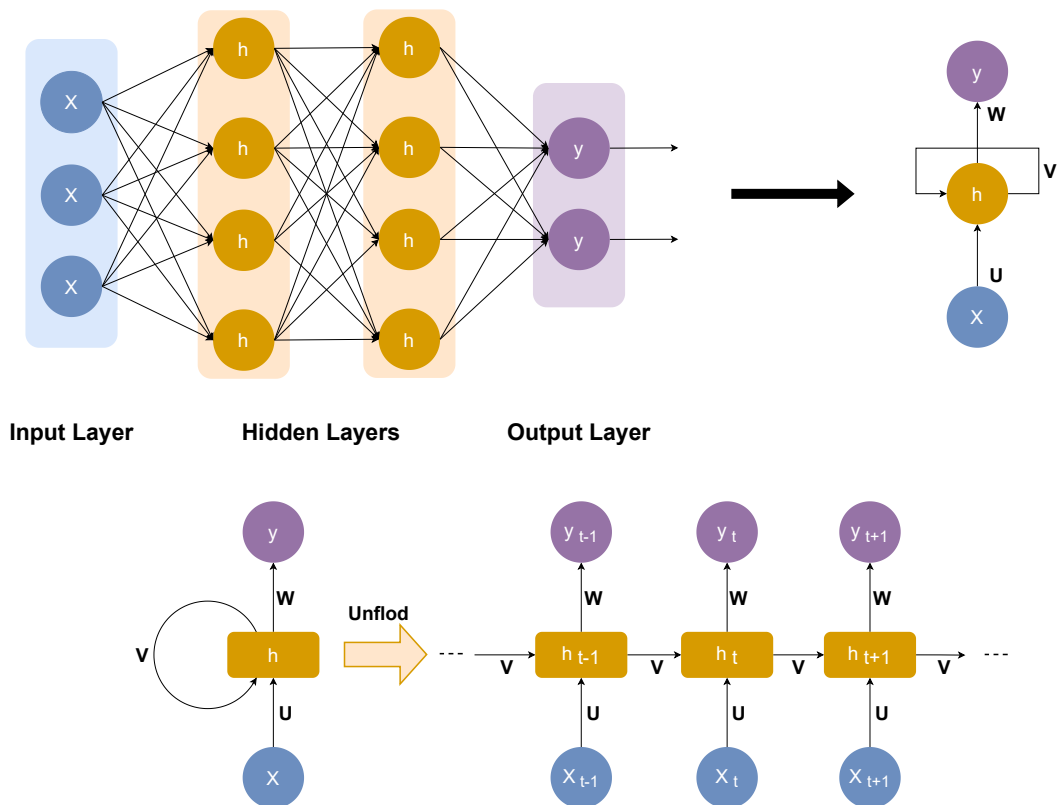 h h
y
X
W
h h
X y
V
h
h h
y
X
U
X
h h
Input Layer Hidden Layers Output Layer
y y t-1 y t y t+1
W W W W
Unflod
V h --- h t-1 h t h t+1 ---
V V V V
U U U U
X X t-1 X t X t+1